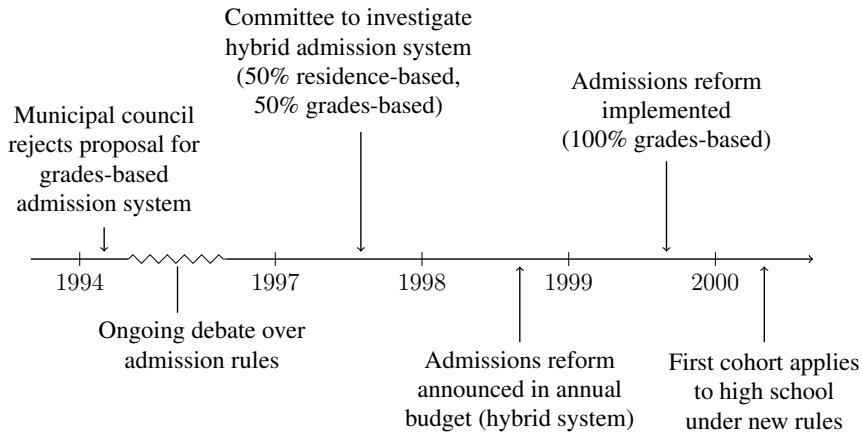 Committee to investigate
hybrid admission system
(50% residence-based,
50% grades-based)
Admissions reform
implemented
(100% grades-based)
Municipal council
rejects proposal for
grades-based
admission system
1994
1997
1998
1999
2000
Ongoing debate over
admission rules
Admissions reform
announced in annual
budget (hybrid system)
First cohort applies
to high school
under new rules